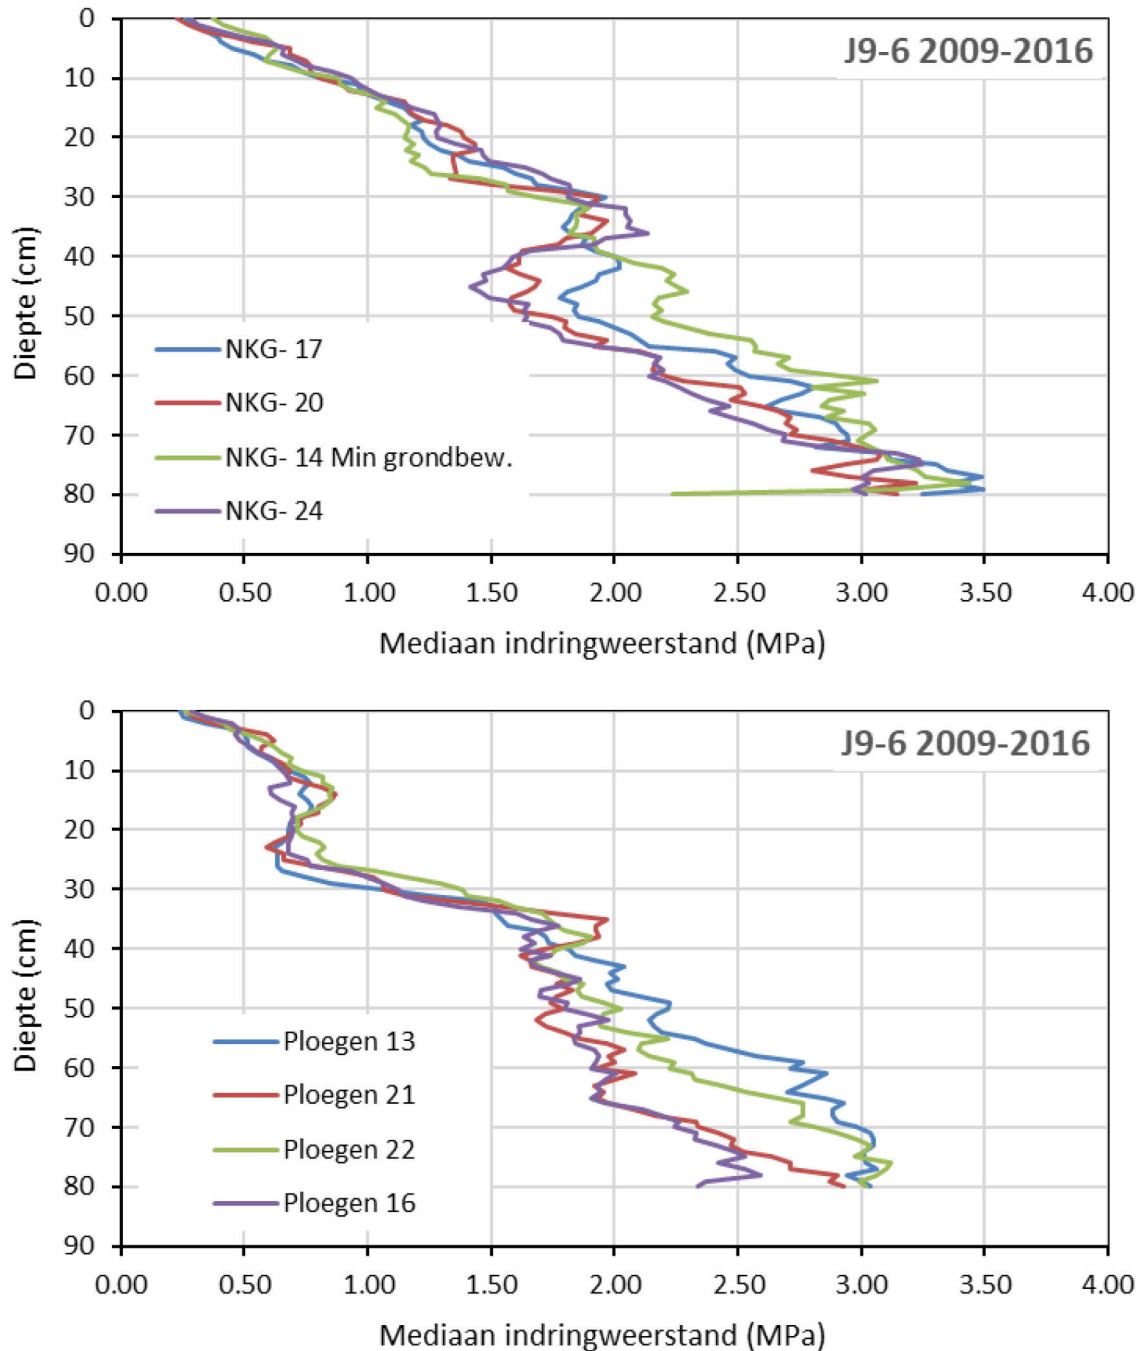 J9-6 2009-2016
Diepte (cm)
0
10
20
30
40
50
60
70
80
90
NKG- 17
NKG- 20
NKG- 14 Min grondbew.
NKG- 24
0.00 0.50 1.00 1.50 2.00 2.50 3.00 3.50 4.00
Mediaan indringweerstand (MPa)
J9-6 2009-2016
Diepte (cm)
0
10
20
30
40
50
60
70
80
90
Ploegen 13
Ploegen 21
Ploegen 22
Ploegen 16
0.00 0.50 1.00 1.50 2.00 2.50 3.00 3.50 4.00
Mediaan indringweerstand (MPa)